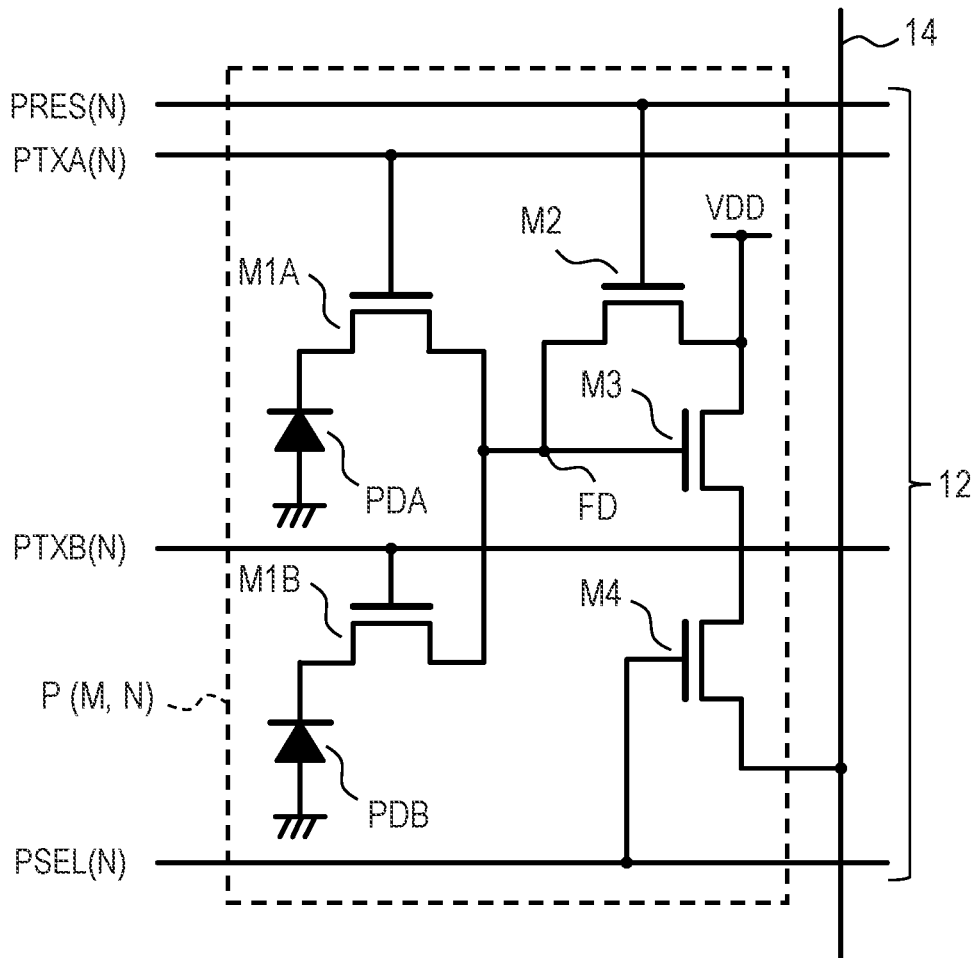 14
PRES(N)
PTXA(N)
M2
VDD
M1A
M3
PDA
FD
12
PTXB(N)
M1B
M4
P (M, N)
PDB
PSEL(N)